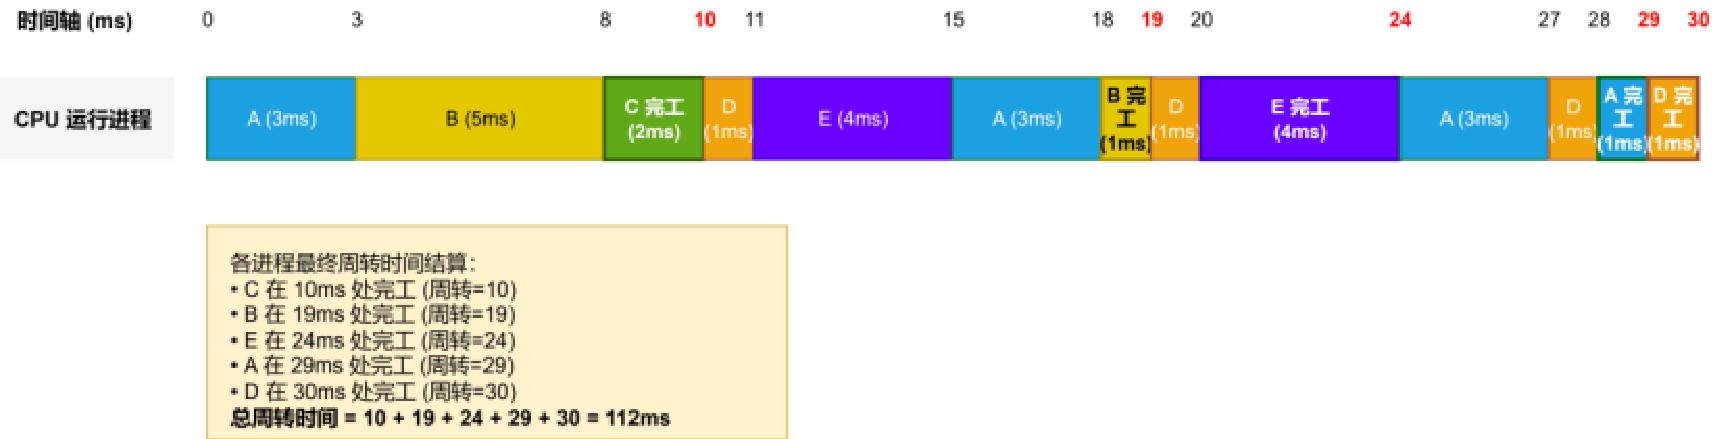 时间轴 (ms) 0 3 8 10 11 15 18 19 20 24 27 28 29 30
CPU 运行进程
A (3ms)
B (5ms)
C 完工
(2ms)
D
(1ms)
E (4ms)
A (3ms)
B 完
工
(1ms)
D
(1ms)
E 完工
(4ms)
A (3ms)
D
(1ms)
A 完
工
(1ms)
D 完
工
(1ms)
各进程最终周转时间结算:
• C 在 10ms 处完工 (周转=10)
• B 在 19ms 处完工 (周转=19)
• E 在 24ms 处完工 (周转=24)
• A 在 29ms 处完工 (周转=29)
• D 在 30ms 处完工 (周转=30)
总周转时间 = 10 + 19 + 24 + 29 + 30 = 112ms